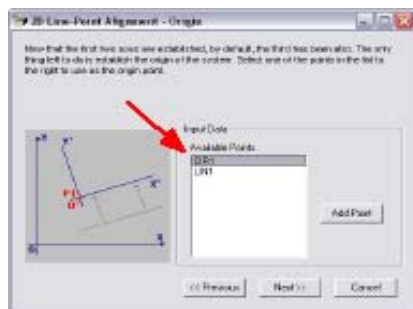 2D Line-Point Alignment - Origin
Now that the first two axes are established, by default, the third has been also. The only
thing left to do is establish the origin of the system. Select one of the points in the list to
the right to use as the origin point.
Input Data
Available Points
CIR1
LIN1
Add Point
<< Previous
Next >>
Cancel